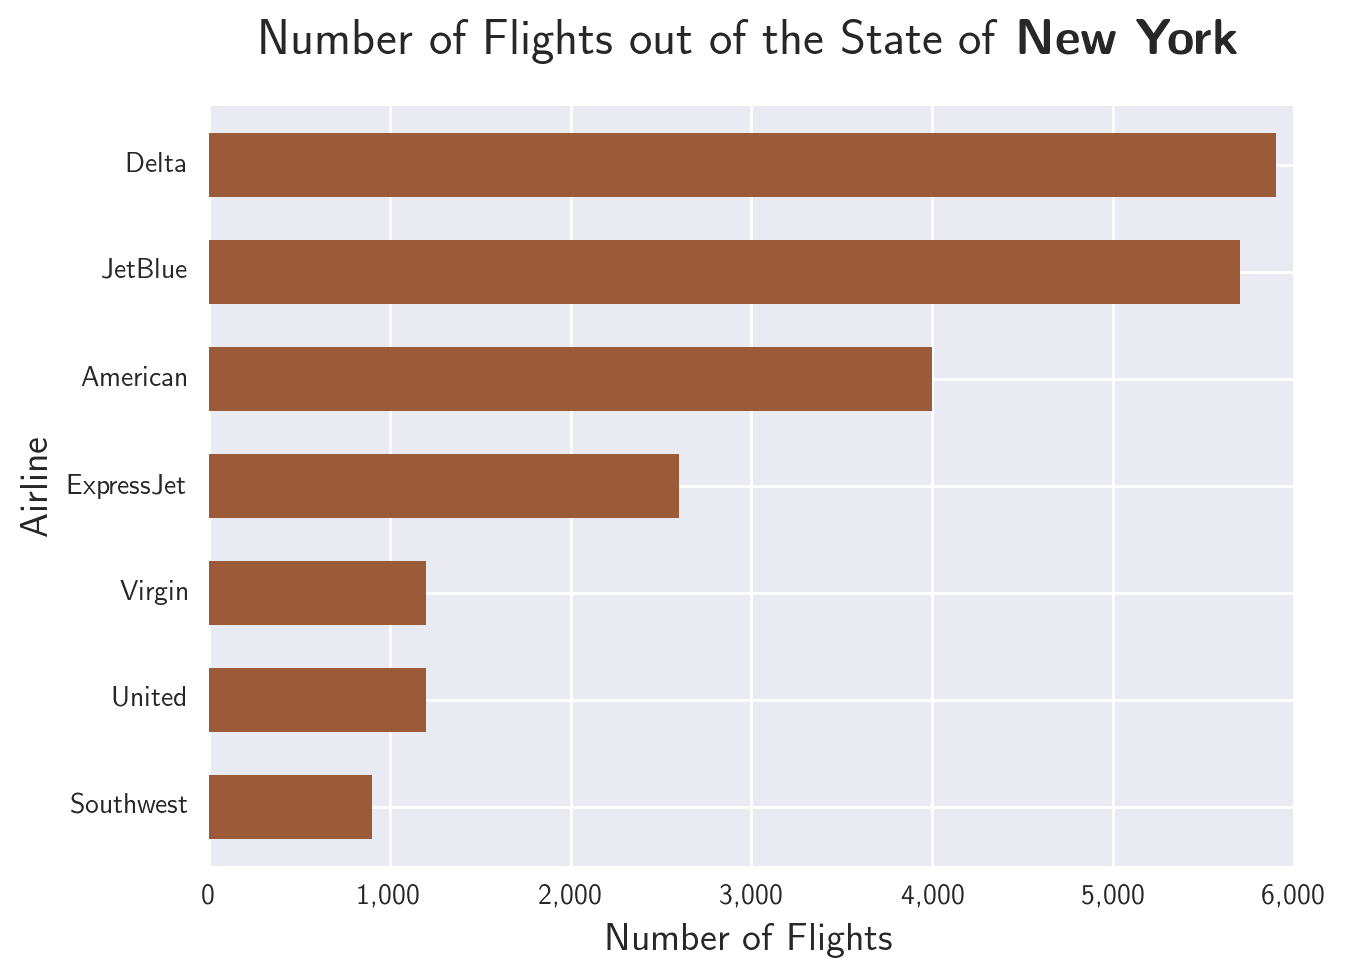 Number of Flights out of the State of New York
Delta
JetBlue
American
ExpressJet
Virgin
United
Southwest
Airline
0 1,000 2,000 3,000 4,000 5,000 6,000
Number of Flights